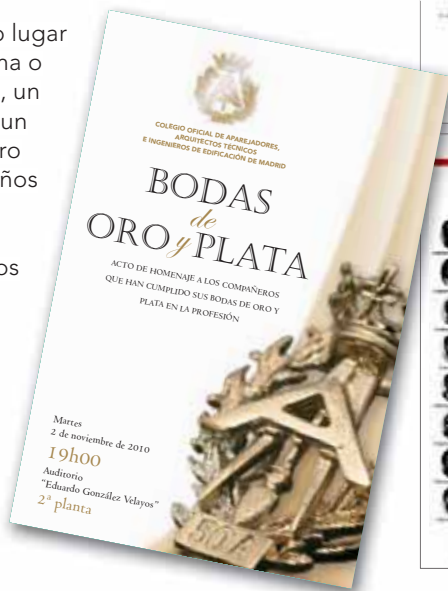 o lugar
na o
, un
un
ro
ños
os
COLEGIO OFICIAL DE APAREJADORES,
ARQUITECTOS TÉCNICOS
E INGENIEROS DE EDIFICACIÓN DE MADRID
BODAS
de
ORO y PLATA
ACTO DE HOMENAJE A LOS COMPAÑEROS
QUE HAN CUMPLIDO SUS BODAS DE ORO Y
PLATA EN LA PROFESIÓN
Martes
2 de noviembre de 2010
19h00
Auditorio
"Eduardo González Velayos"
2ª planta
A
50A